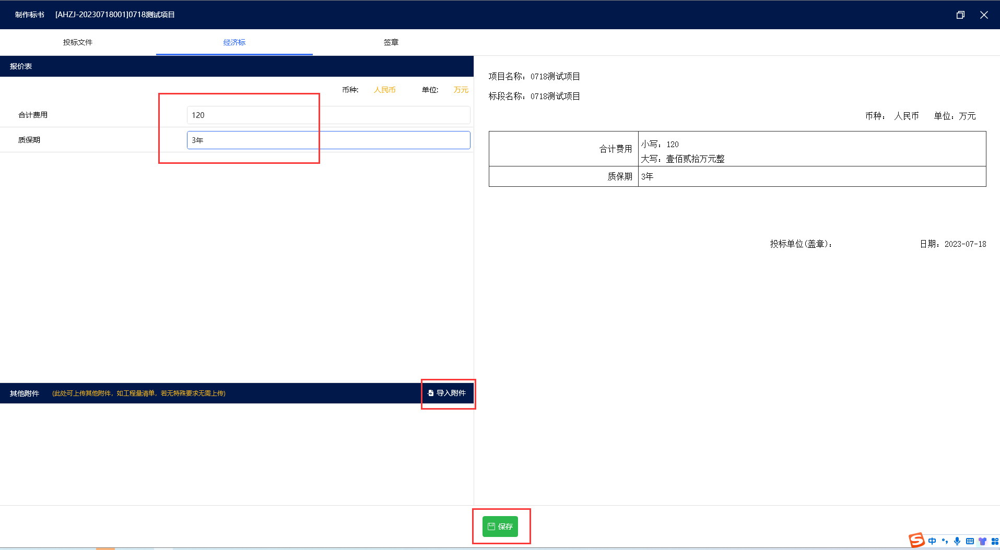 制作标书 [AHZJ-20230718001]0718测试项目
投标文件 经济标 签章
报价表
币种: 人民币 单位: 万元
合计费用 120
质保期 3年
其他附件 (此处可上传其他附件，如工程量清单，若无特殊要求无需上传) 导入附件
项目名称：0718测试项目
标段名称：0718测试项目
币种： 人民币 单位：万元
合计费用 小写：120
大写：壹佰贰拾万元整
质保期 3年
投标单位(盖章)： 日期：2023-07-18
保存
S 中